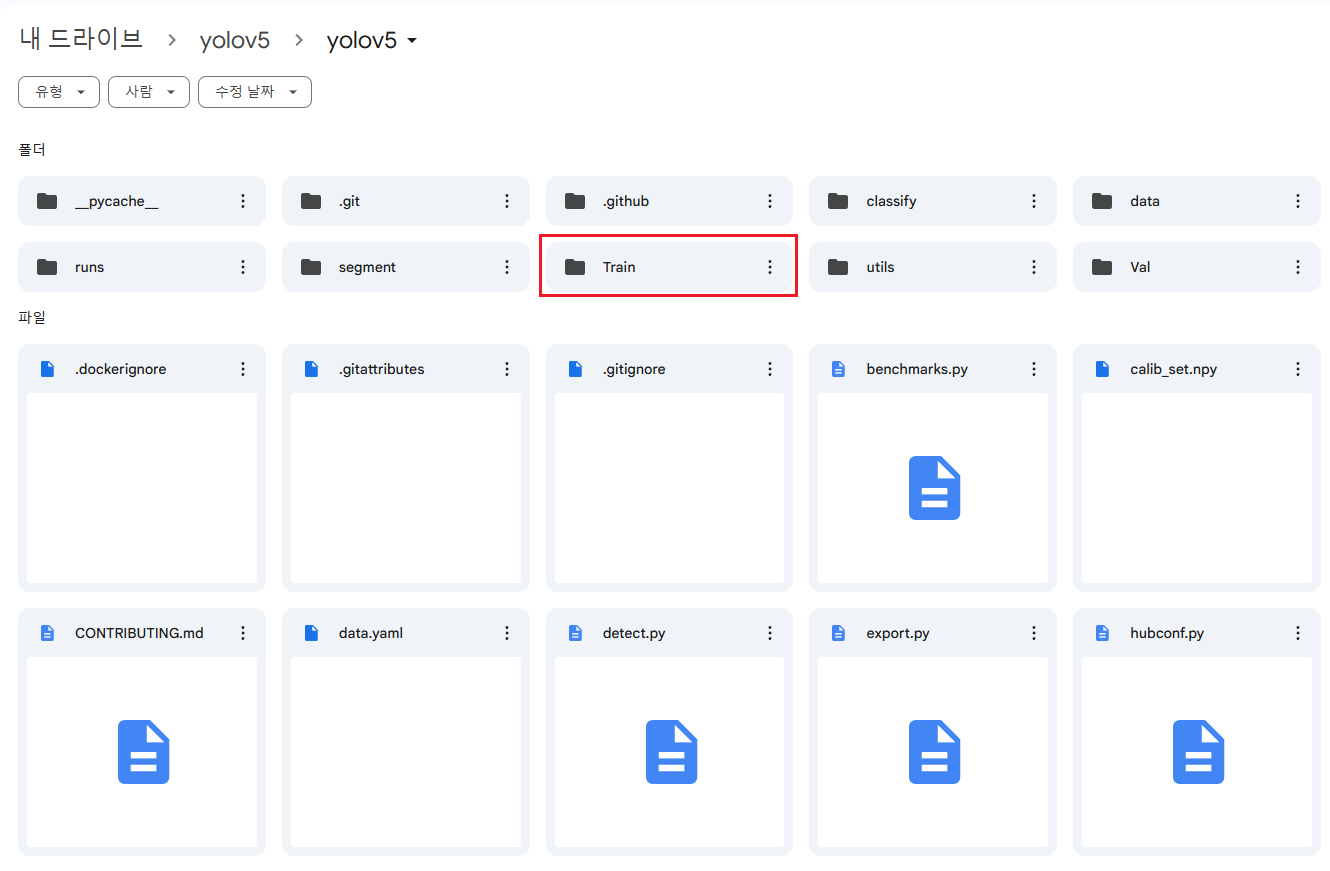 내 드라이브 > yolov5 > yolov5
유형 사람 수정 날짜
폴더
__pycache__ .git .github classify data
runs segment Train utils Val
파일
.dockerignore .gitattributes .gitignore benchmarks.py calib_set.npy
CONTRIBUTING.md data.yaml detect.py export.py hubconf.py